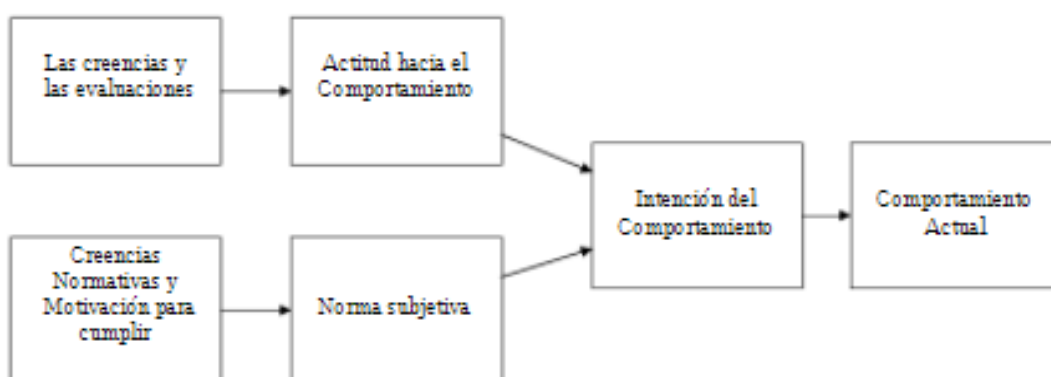 Las creencias y
las evaluaciones
Actitud hacia el
Comportamiento
Creencias
Normativas y
Motivación para
cumplir
Norma subjetiva
Intención del
Comportamiento
Comportamiento
Actual